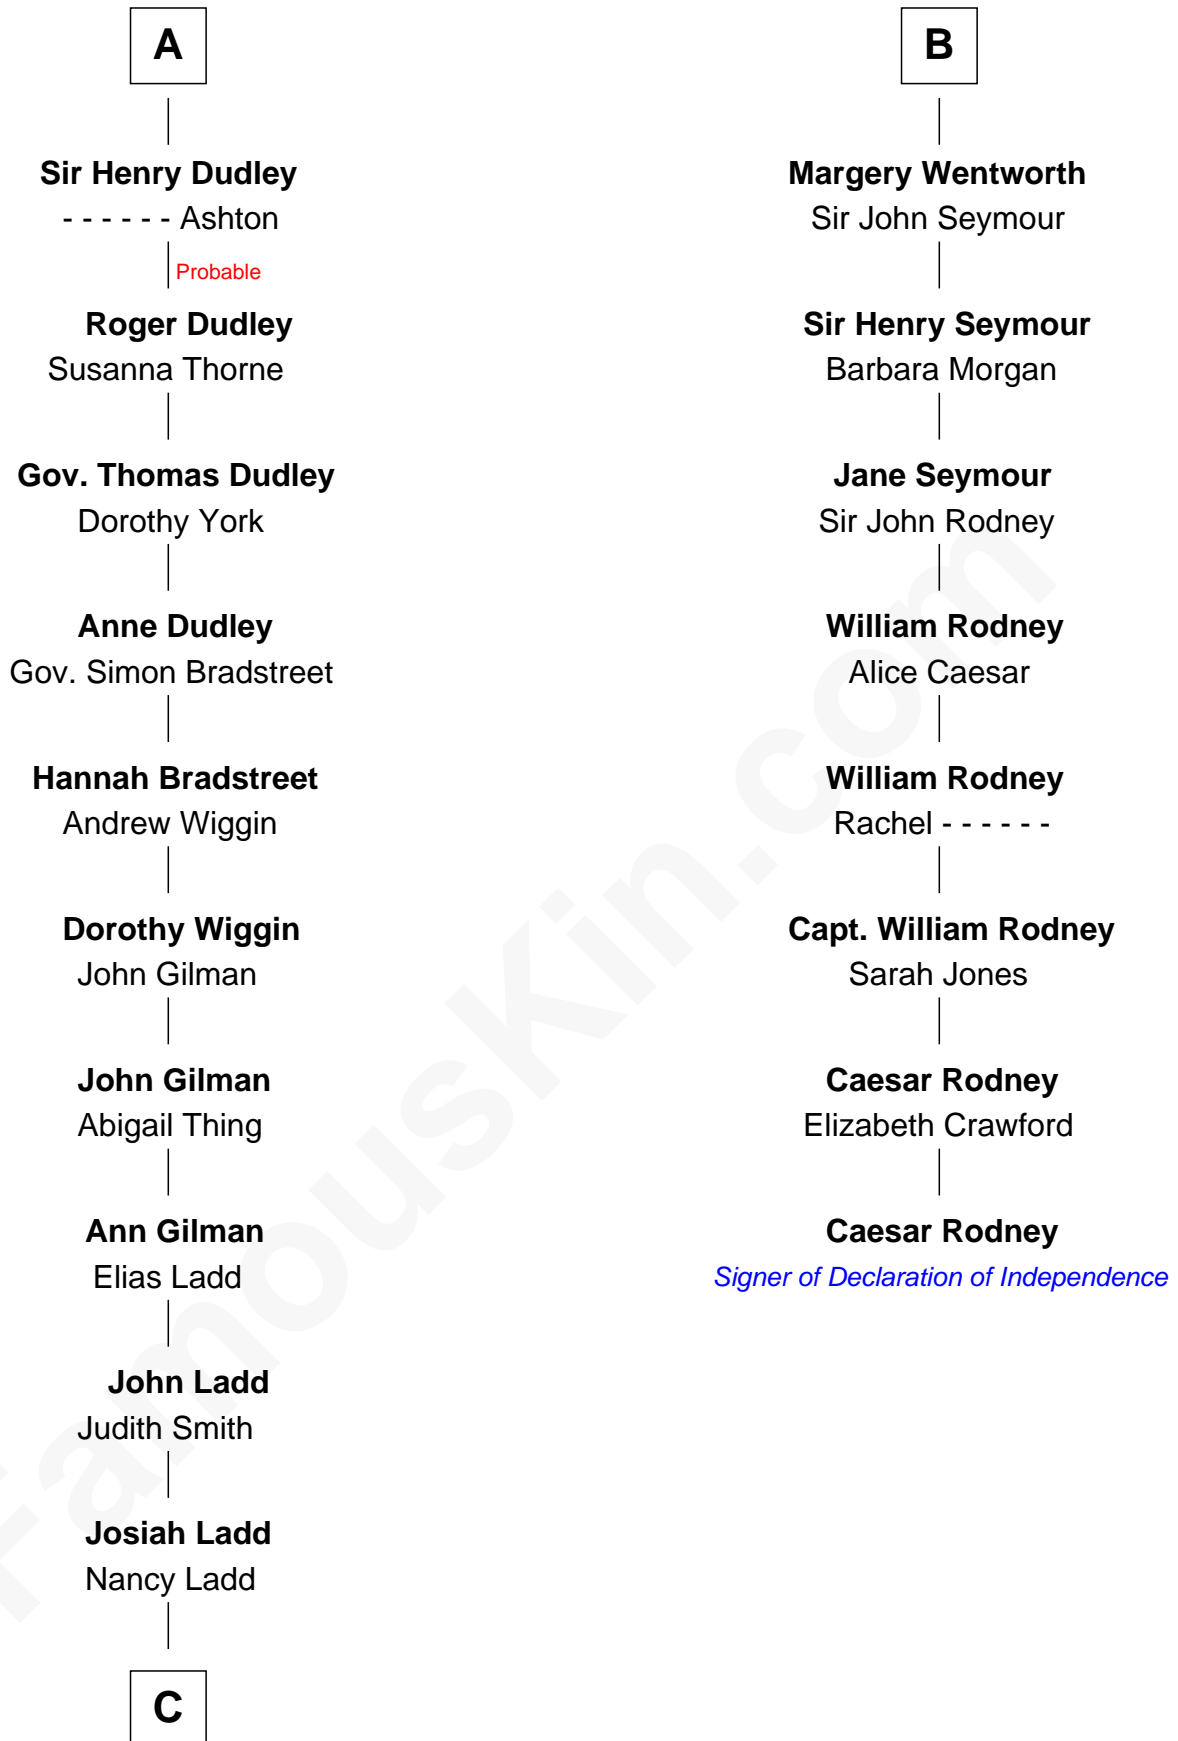 A
Sir Henry Dudley
- - - - - - Ashton
Probable
Roger Dudley
Susanna Thorne
Gov. Thomas Dudley
Dorothy York
Anne Dudley
Gov. Simon Bradstreet
Hannah Bradstreet
Andrew Wiggin
Dorothy Wiggin
John Gilman
John Gilman
Abigail Thing
Ann Gilman
Elias Ladd
John Ladd
Judith Smith
Josiah Ladd
Nancy Ladd
C
B
Margery Wentworth
Sir John Seymour
Sir Henry Seymour
Barbara Morgan
Jane Seymour
Sir John Rodney
William Rodney
Alice Caesar
William Rodney
Rachel - - - - - -
Capt. William Rodney
Sarah Jones
Caesar Rodney
Elizabeth Crawford
Caesar Rodney
Signer of Declaration of Independence
FamousKin.com